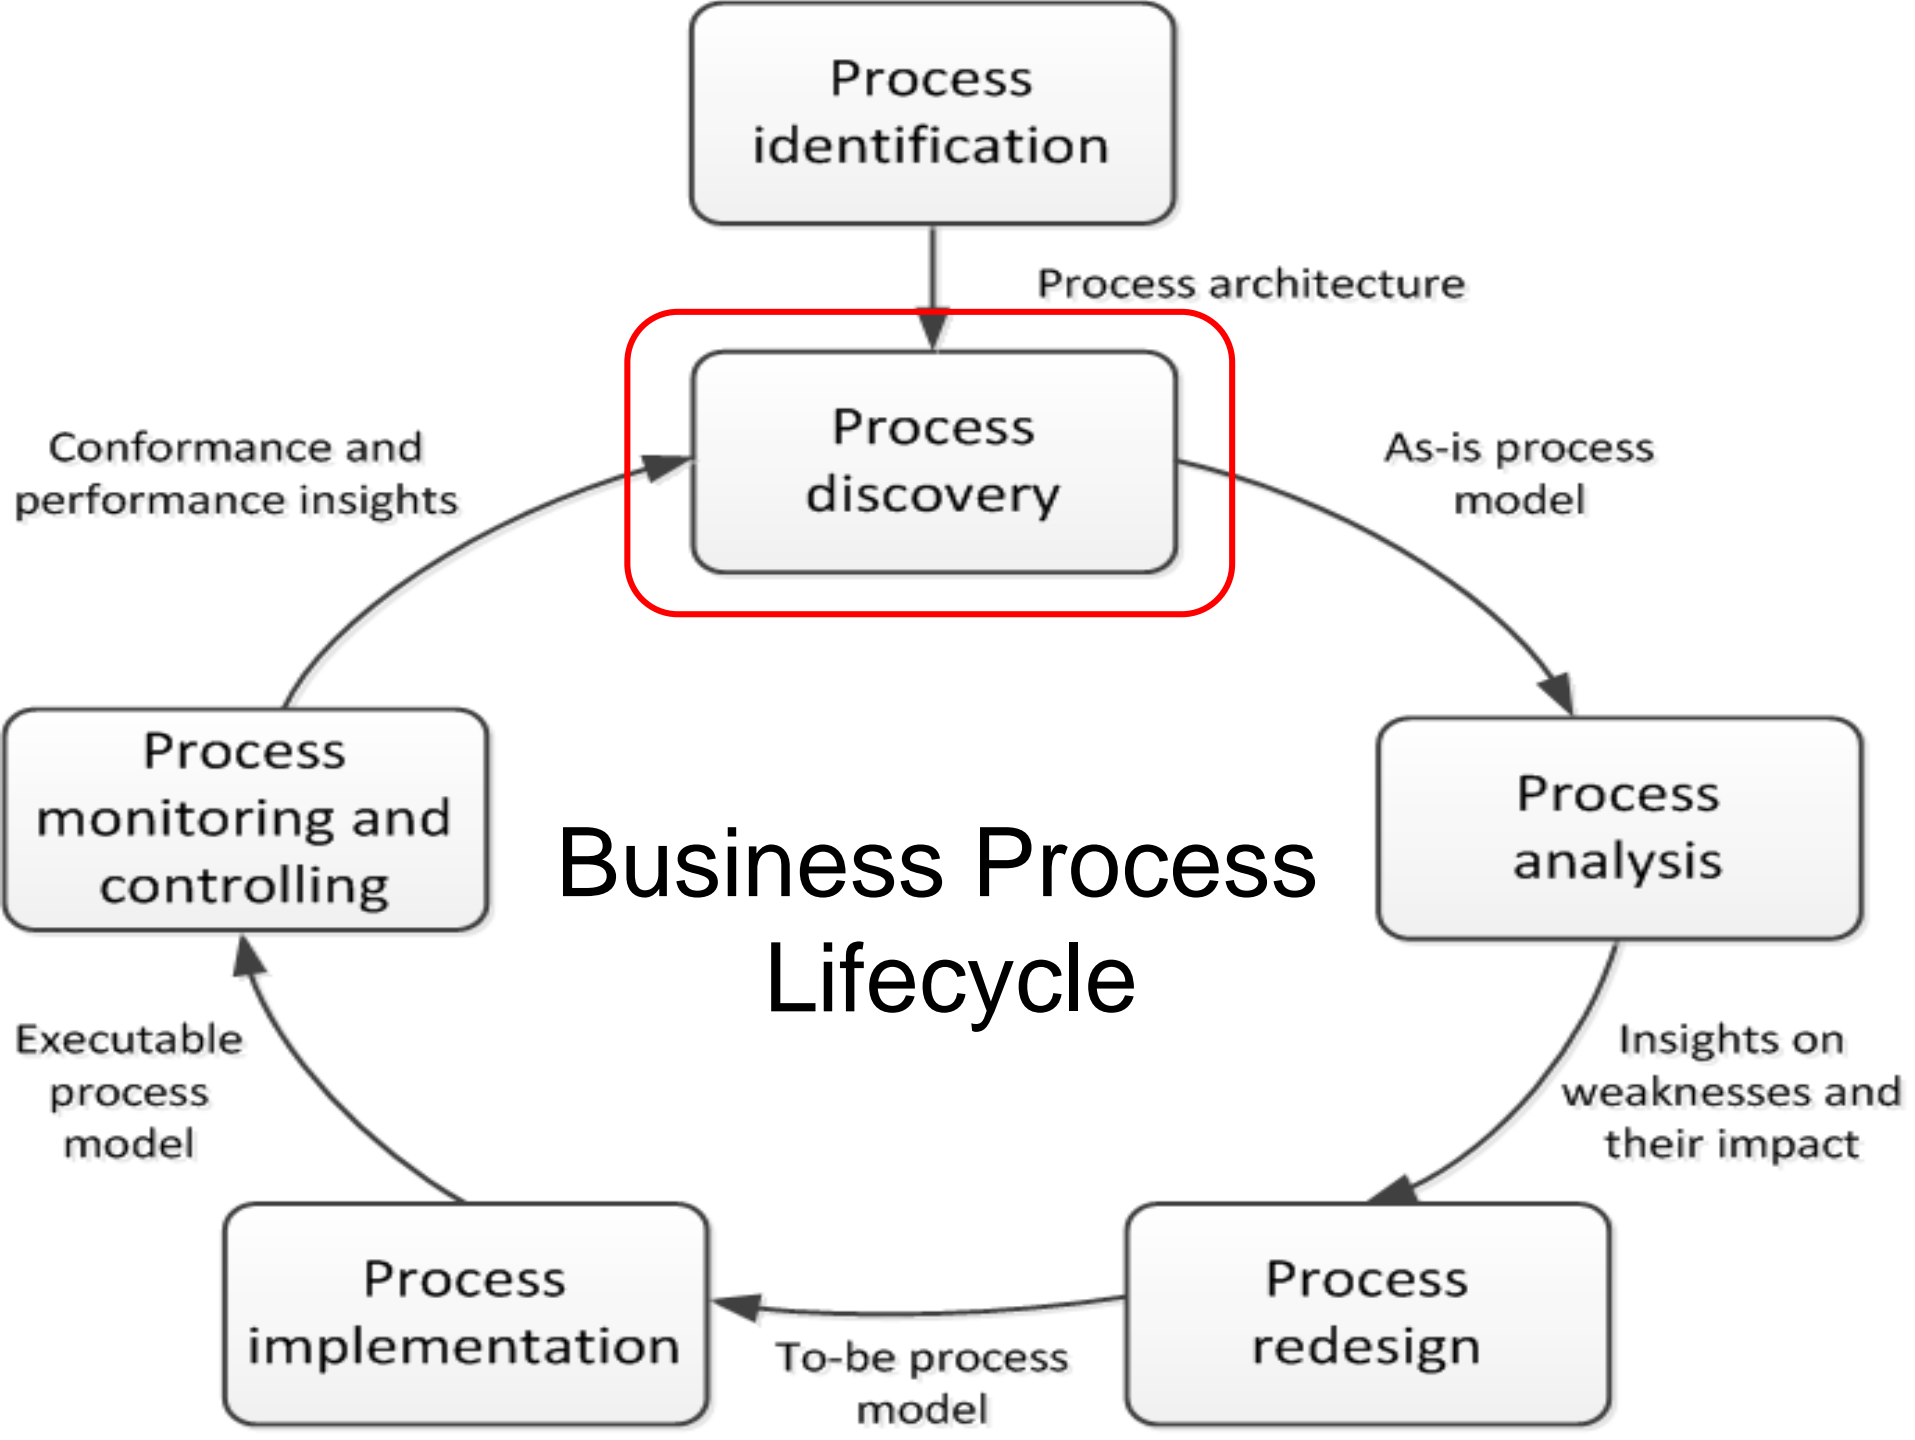 Process
identification
Process architecture
Process
discovery
Conformance and
performance insights
As-is process
model
Process
monitoring and
controlling
Process
analysis
Business Process
Lifecycle
Executable
process
model
Insights on
weaknesses and
their impact
Process
implementation
To-be process
model
Process
redesign